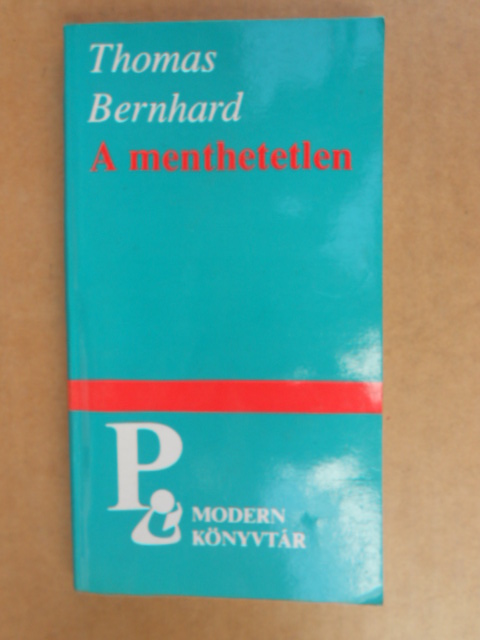 Thomas
Bernhard
A menthetetlen
P
MODERN
KÖNYVTÁR